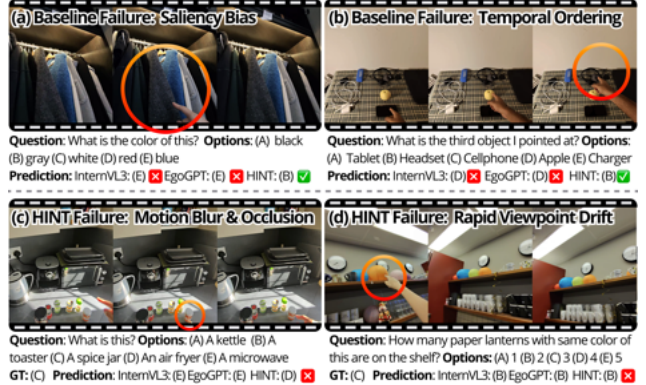 (a) Baseline Failure: Saliency Bias
Question: What is the color of this? Options: (A) black
(B) gray (C) white (D) red (E) blue
Prediction: InternVL3: (E) ❌ EgoGPT: (E) ❌ HINT: (B) ✅
(b) Baseline Failure: Temporal Ordering
Question: What is the third object I pointed at? Options:
(A) Tablet (B) Headset (C) Cellphone (D) Apple (E) Charger
Prediction: InternVL3: (D) ❌ EgoGPT: (D) ❌ HINT: (B) ✅
(c) HINT Failure: Motion Blur & Occlusion
Question: What is this? Options: (A) A kettle (B) A
toaster (C) A spice jar (D) An air fryer (E) A microwave
GT: (C) Prediction: InternVL3: (E) EgoGPT: (E) HINT: (D) ❌
(d) HINT Failure: Rapid Viewpoint Drift
Question: How many paper lanterns with same color of
this are on the shelf? Options: (A) 1 (B) 2 (C) 3 (D) 4 (E) 5
GT: (C) Prediction: InternVL3: (B) EgoGPT: (B) HINT: (B) ❌